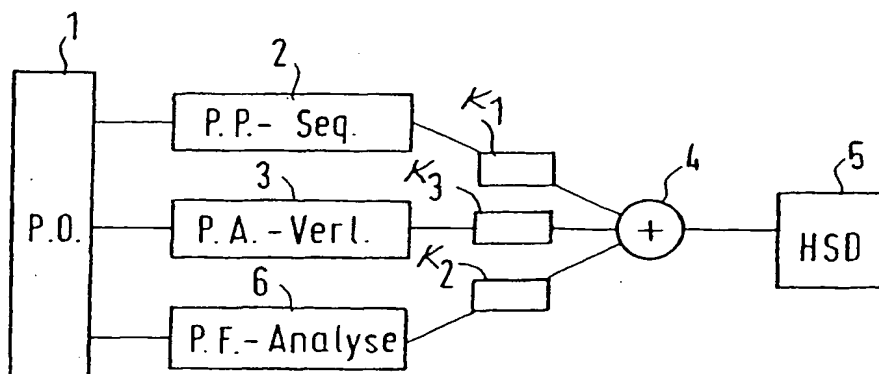 1
2
P.P.- Seq.
K1
3
P.O.
P.A.-Verl.
K3
4
+
5
HSD
K2
6
P.F.-Analyse